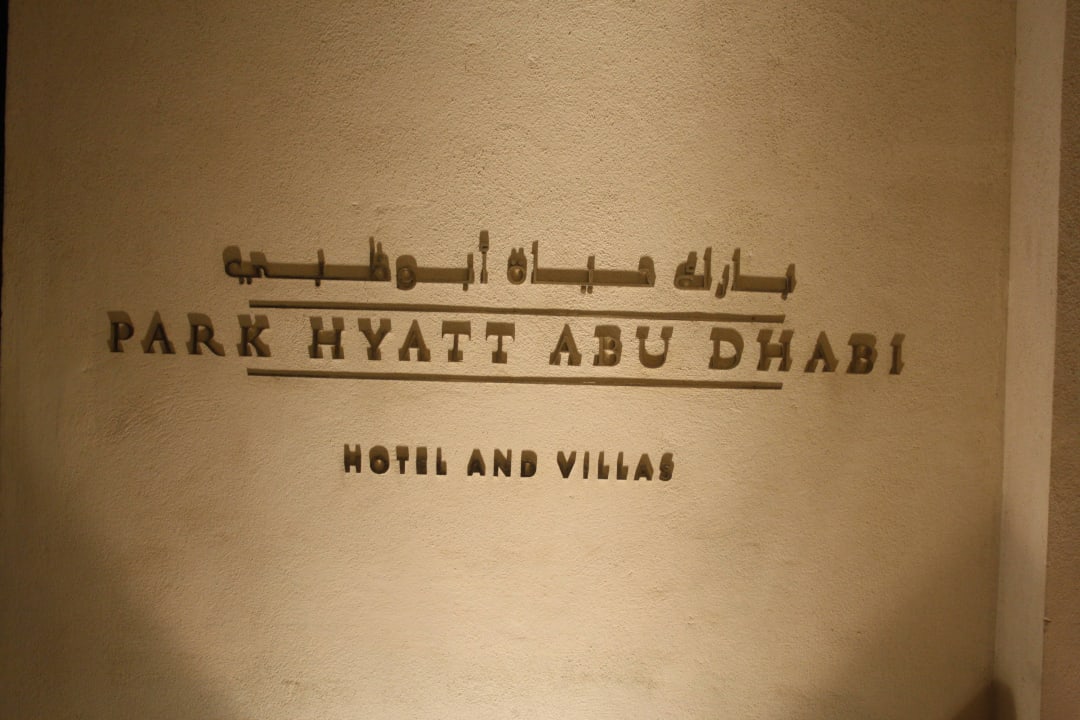 بارك حياة أبوظبي
PARK HYATT ABU DHABI
HOTEL AND VILLAS